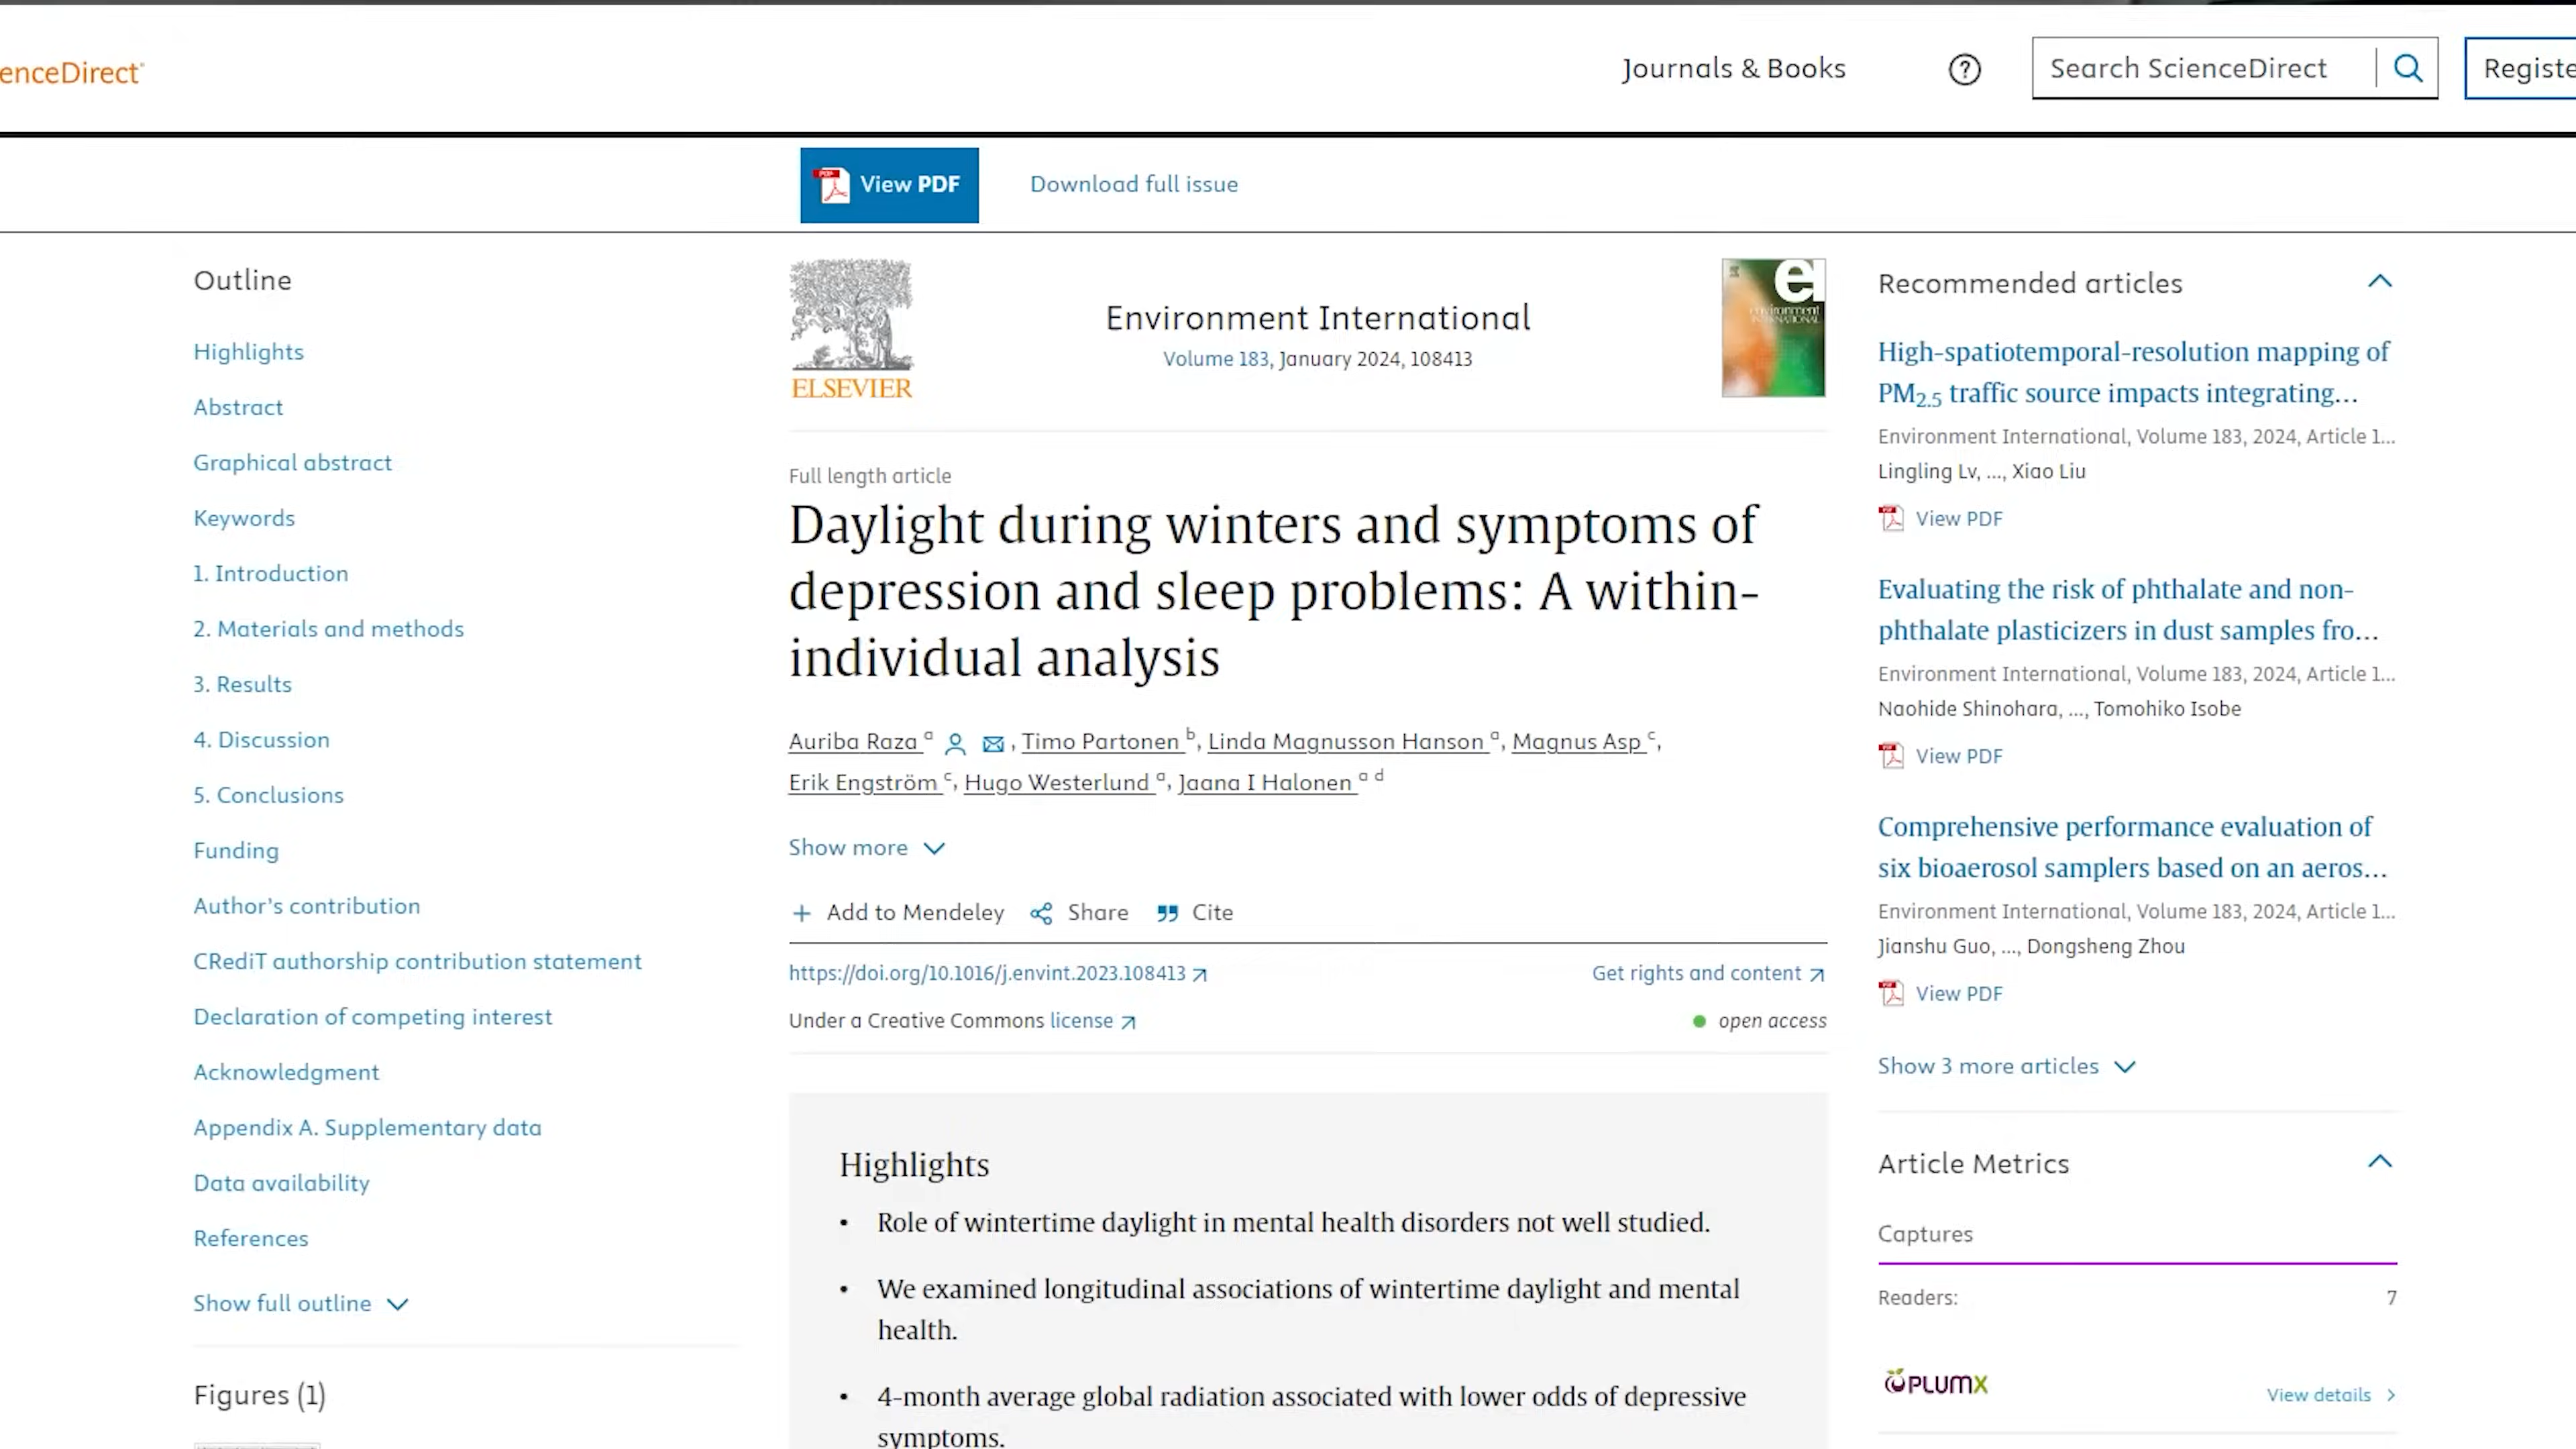 enceDirect
Journals & Books
Search ScienceDirect
Registe
View PDF
Download full issue
Outline
Highlights
Abstract
Graphical abstract
Keywords
1. Introduction
2. Materials and methods
3. Results
4. Discussion
5. Conclusions
Funding
Author's contribution
CRediT authorship contribution statement
Declaration of competing interest
Acknowledgment
Appendix A. Supplementary data
Data availability
References
Show full outline
Figures (1)
ELSEVIER
Environment International
Volume 183, January 2024, 108413
environment
INTERNATIONAL
Full length article
Daylight during winters and symptoms of
depression and sleep problems: A within-
individual analysis
Auriba Raza a, Timo Partonen b, Linda Magnusson Hanson a, Magnus Asp c,
Erik Engström c, Hugo Westerlund a, Jaana I Halonen a d
Show more
+ Add to Mendeley Share Cite
https://doi.org/10.1016/j.envint.2023.108413 Get rights and content
Under a Creative Commons license open access
Highlights
• Role of wintertime daylight in mental health disorders not well studied.
• We examined longitudinal associations of wintertime daylight and mental
health.
• 4-month average global radiation associated with lower odds of depressive
symptoms.
Recommended articles
High-spatiotemporal-resolution mapping of
PM2.5 traffic source impacts integrating...
Environment International, Volume 183, 2024, Article 1...
Lingling Lv, ..., Xiao Liu
View PDF
Evaluating the risk of phthalate and non-
phthalate plasticizers in dust samples fro...
Environment International, Volume 183, 2024, Article 1...
Naohide Shinohara, ..., Tomohiko Isobe
View PDF
Comprehensive performance evaluation of
six bioaerosol samplers based on an aeros...
Environment International, Volume 183, 2024, Article 1...
Jianshu Guo, ..., Dongsheng Zhou
View PDF
Show 3 more articles
Article Metrics
Captures
Readers: 7
PLUMX
View details